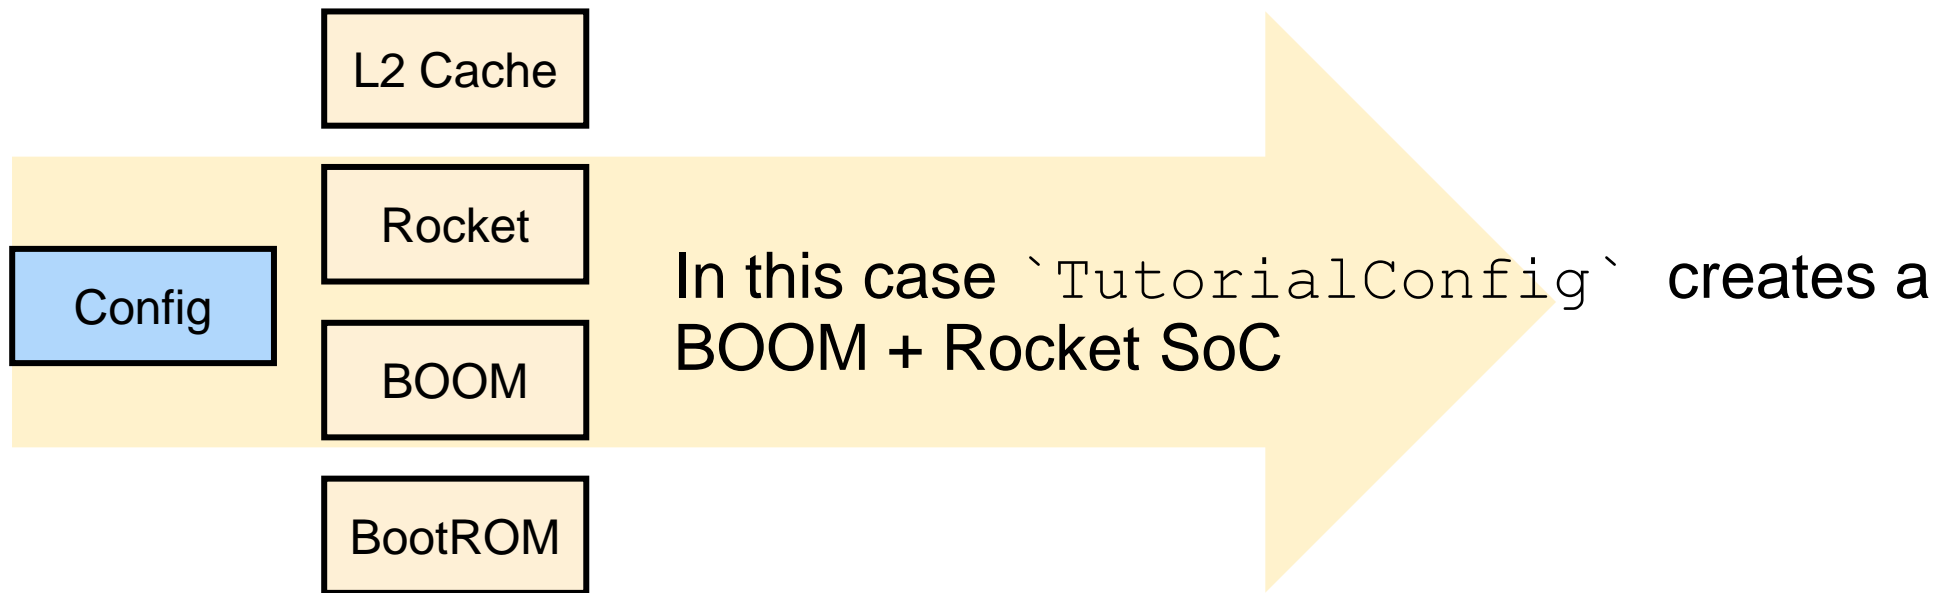 L2 Cache
Rocket
Config
BOOM
BootROM
In this case `TutorialConfig` creates a
BOOM + Rocket SoC